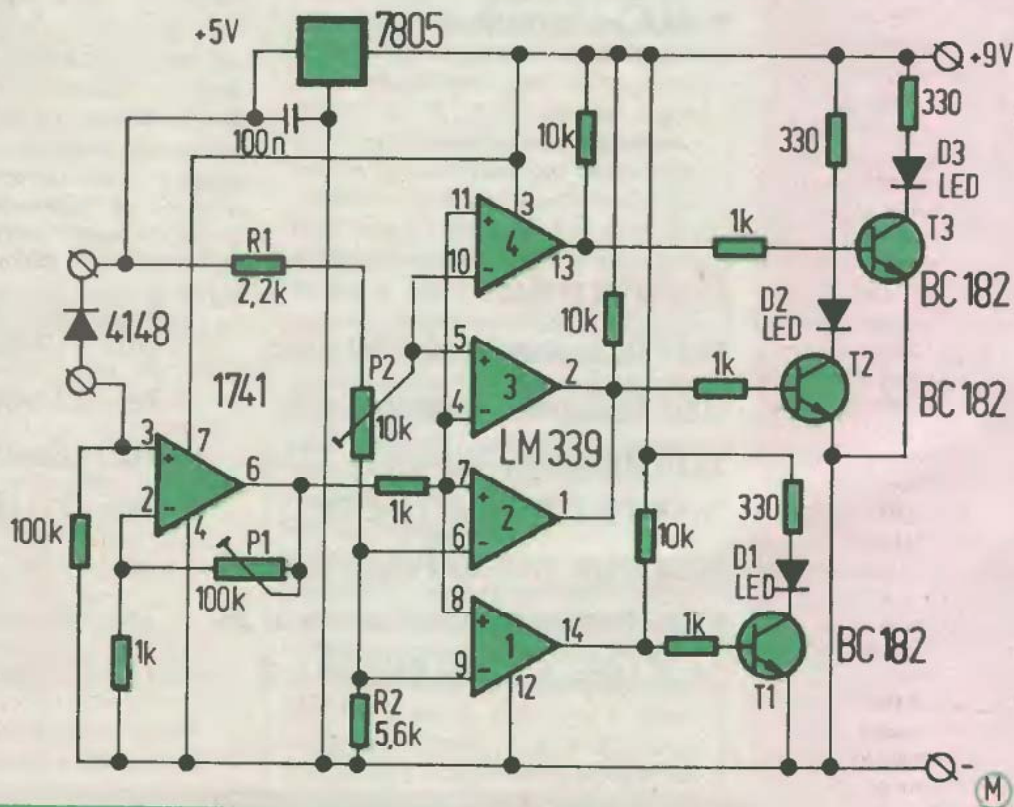 +5V
7805
+9V
100n
10k
330
330
D3
LED
T3
BC 182
11
+
3
4
10
-
13
1k
R1
2,2k
4148
P2
10k
10k
D2
LED
T2
BC 182
1k
5
+
3
2
4
-
LM 339
1741
3
+
7
6
2
-
4
1k
7
+
2
1
6
-
10k
330
D1
LED
100k
P1
100k
8
+
1
14
9
-
12
1k
BC 182
T1
1k
R2
5,6k
-
M